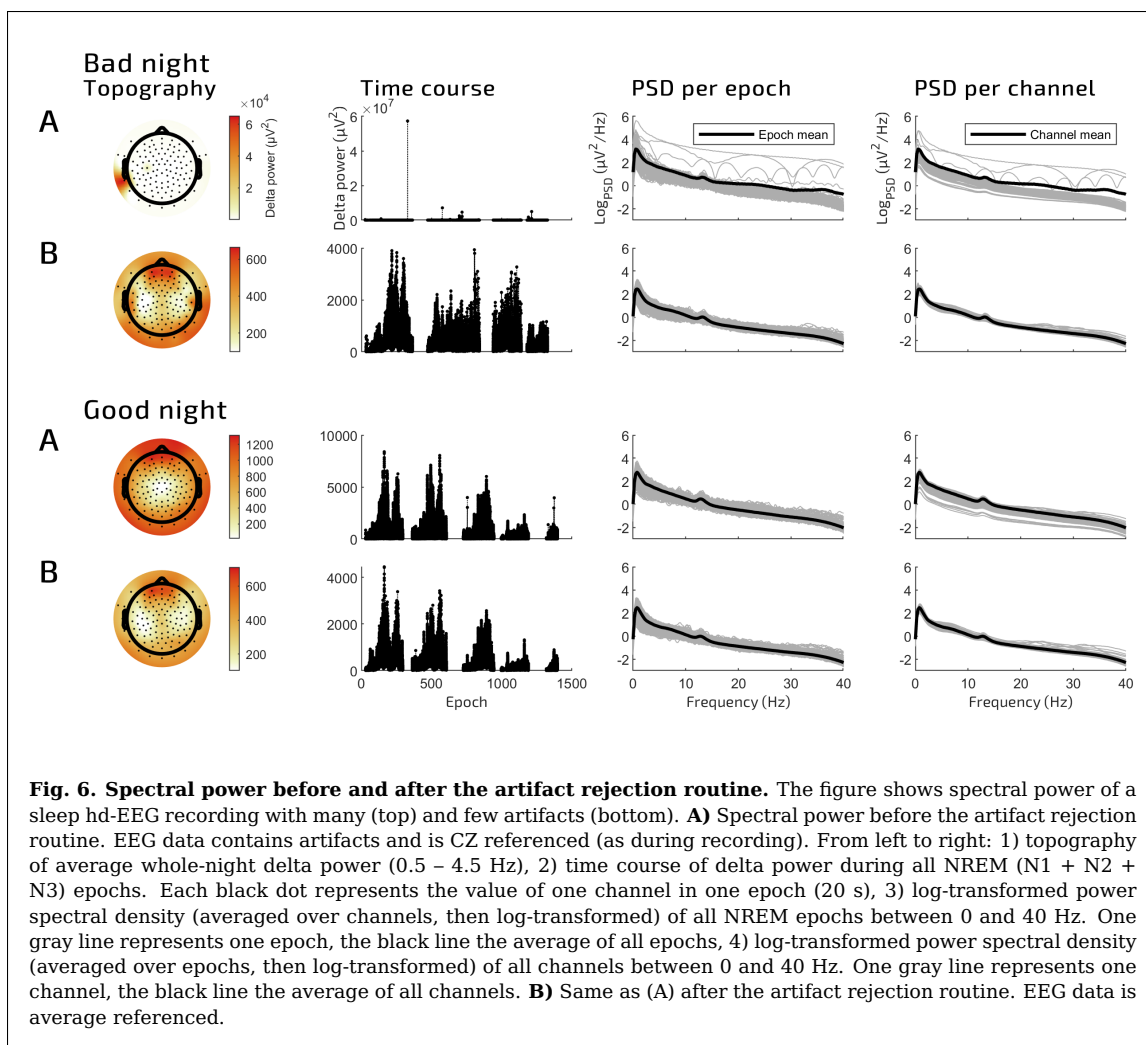 Bad night
Topography
Time course
PSD per epoch
PSD per channel
A
×10⁴
6
4
2
Delta power (µV²)
×10⁷
6
4
2
0
Delta power (µV²)
6
4
2
0
-2
Log_PSD (µV²/Hz)
Epoch mean
6
4
2
0
-2
Log_PSD (µV²/Hz)
Channel mean
B
600
400
200
4000
2000
0
6
4
2
0
-2
6
4
2
0
-2
0 10 20 30 40
0 10 20 30 40
Good night
A
1200
1000
800
600
400
200
10000
5000
0
6
4
2
0
-2
6
4
2
0
-2
B
600
400
200
4000
2000
0
6
4
2
0
-2
6
4
2
0
-2
0 500 1000 1500
0 10 20 30 40
0 10 20 30 40
Epoch
Frequency (Hz)
Frequency (Hz)
Fig. 6. Spectral power before and after the artifact rejection routine. The figure shows spectral power of a
sleep hd-EEG recording with many (top) and few artifacts (bottom). A) Spectral power before the artifact rejection
routine. EEG data contains artifacts and is CZ referenced (as during recording). From left to right: 1) topography
of average whole-night delta power (0.5 – 4.5 Hz), 2) time course of delta power during all NREM (N1 + N2 +
N3) epochs. Each black dot represents the value of one channel in one epoch (20 s), 3) log-transformed power
spectral density (averaged over channels, then log-transformed) of all NREM epochs between 0 and 40 Hz. One
gray line represents one epoch, the black line the average of all epochs, 4) log-transformed power spectral density
(averaged over epochs, then log-transformed) of all channels between 0 and 40 Hz. One gray line represents one
channel, the black line the average of all channels. B) Same as (A) after the artifact rejection routine. EEG data is
average referenced.